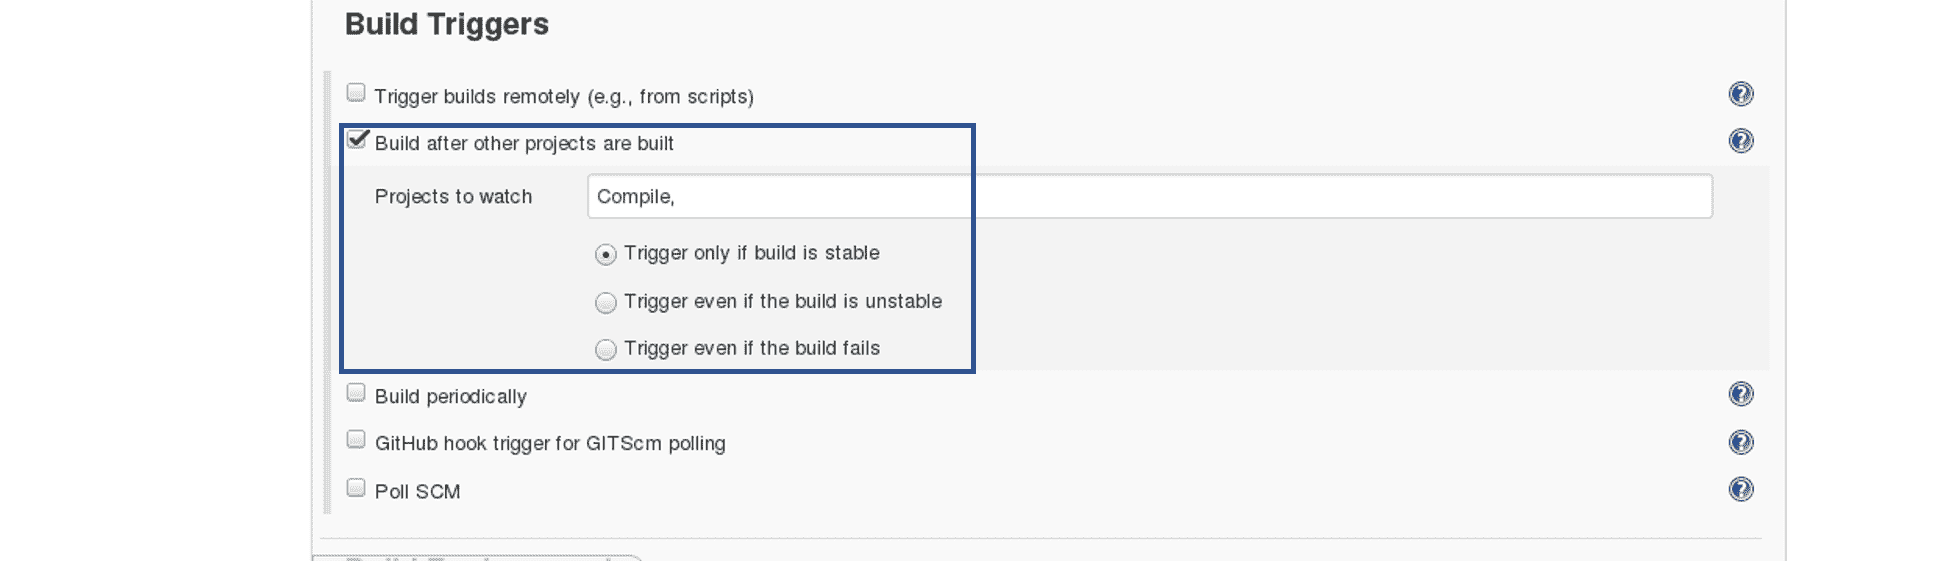 Build Triggers
Trigger builds remotely (e.g., from scripts)
Build after other projects are built
Projects to watch Compile,
Trigger only if build is stable
Trigger even if the build is unstable
Trigger even if the build fails
Build periodically
GitHub hook trigger for GITScm polling
Poll SCM